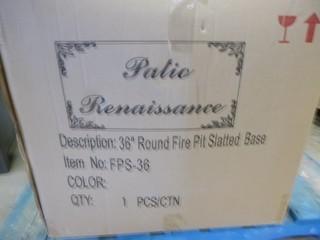 Patio
Renaissance
Description: 36" Round Fire Pit Slatted Base
Item No: FPS-36
COLOR:
QTY: 1 PCS/CTN